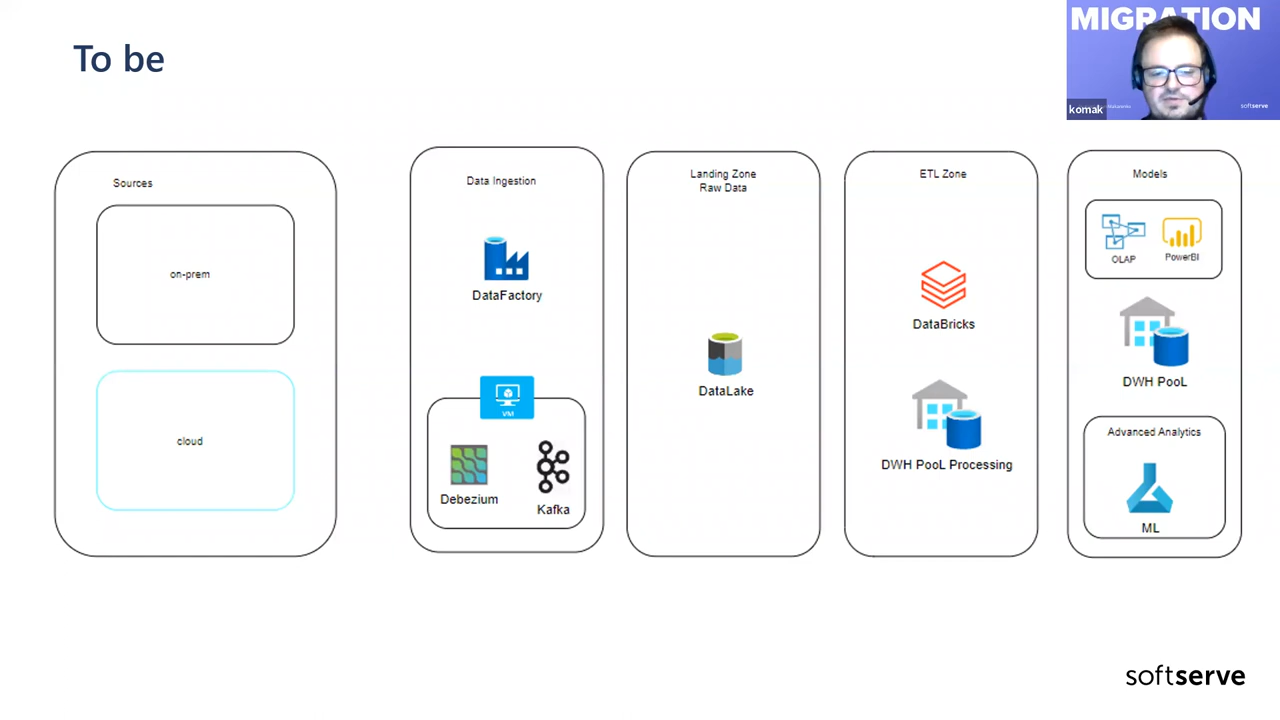 To be
MIGRATION
komak
softserve
Sources
on-prem
cloud
Data Ingestion
DataFactory
VM
Debezium
Kafka
Landing Zone
Raw Data
DataLake
ETL Zone
DataBricks
DWH PooL Processing
Models
OLAP
PowerBI
DWH PooL
Advanced Analytics
ML
softserve